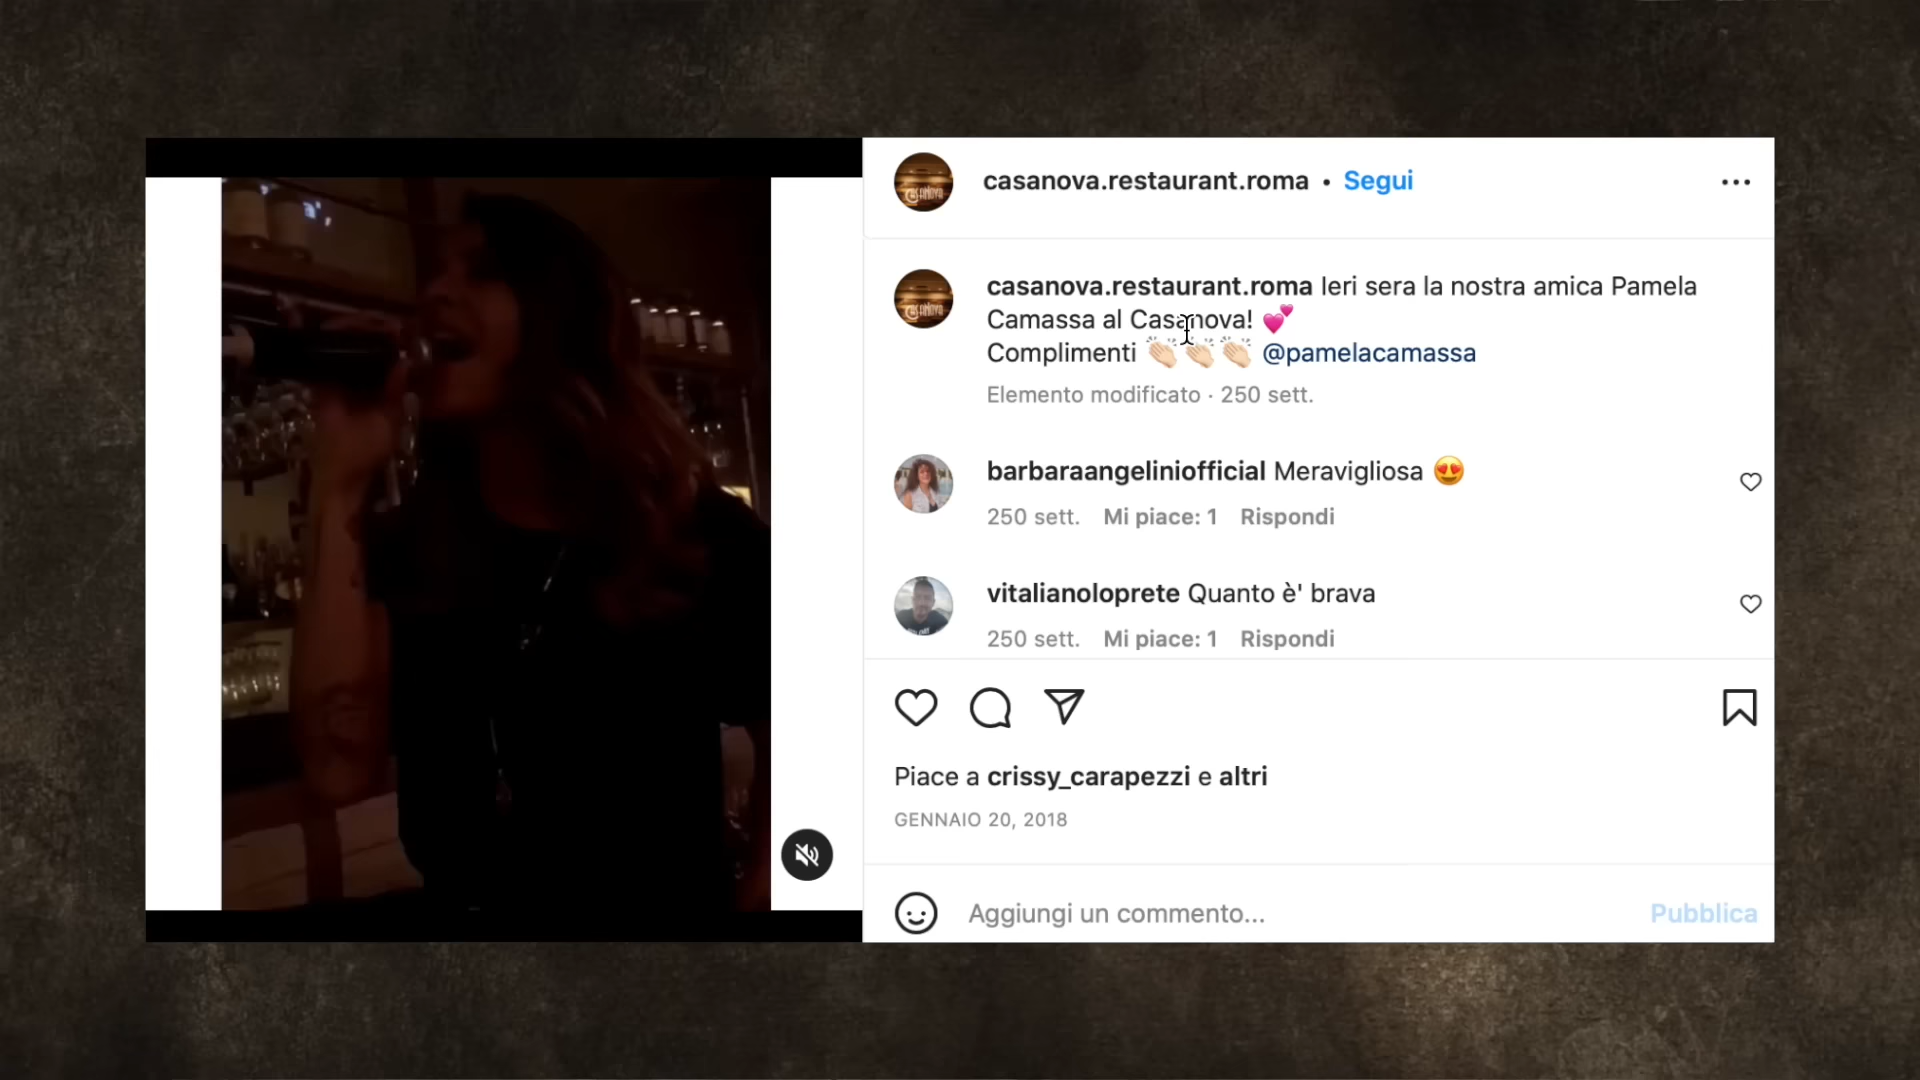 casanova.restaurant.roma • Segui
casanova.restaurant.roma Ieri sera la nostra amica Pamela
Camassa al Casanova! 💕
Complimenti 👏🏻👏🏻👏🏻 @pamelacamassa
Elemento modificato · 250 sett.
barbaraangeliniofficial Meravigliosa 😍
250 sett. Mi piace: 1 Rispondi
vitalianoloprete Quanto è' brava
250 sett. Mi piace: 1 Rispondi
Piace a crissy_carapezzi e altri
GENNAIO 20, 2018
Aggiungi un commento... Pubblica